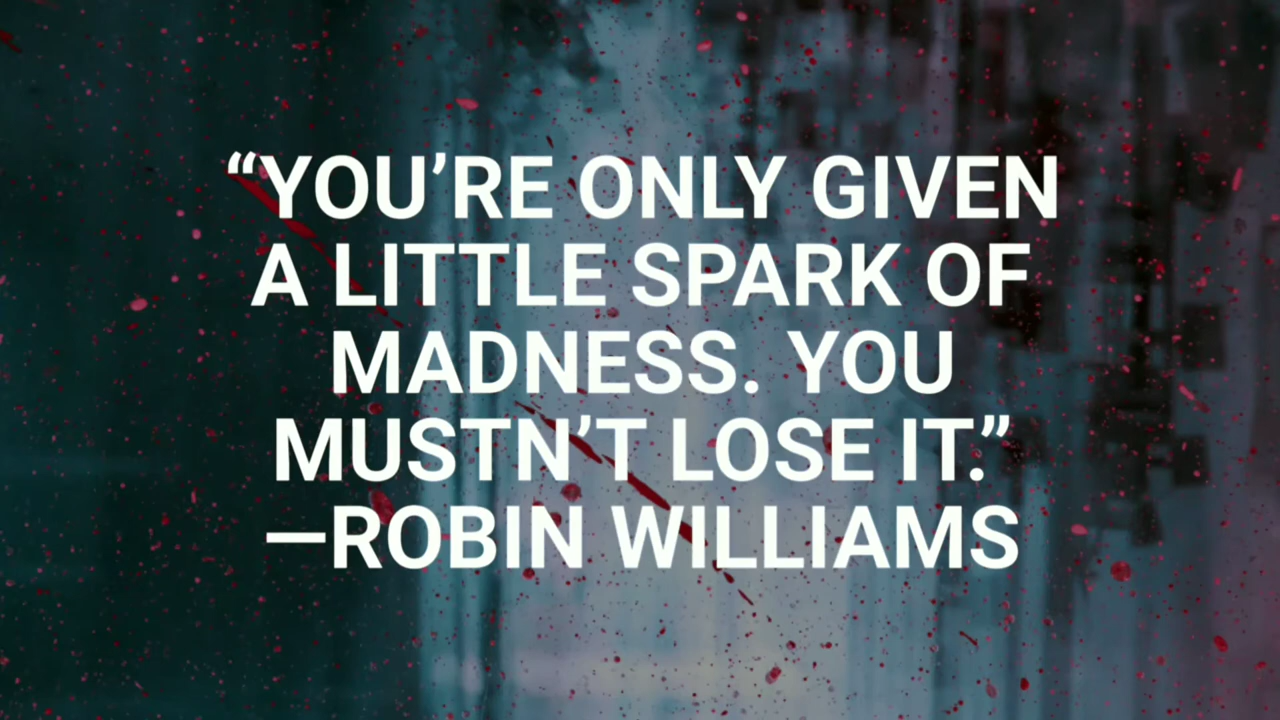 “YOU’RE ONLY GIVEN
A LITTLE SPARK OF
MADNESS. YOU
MUSTN’T LOSE IT.”
—ROBIN WILLIAMS